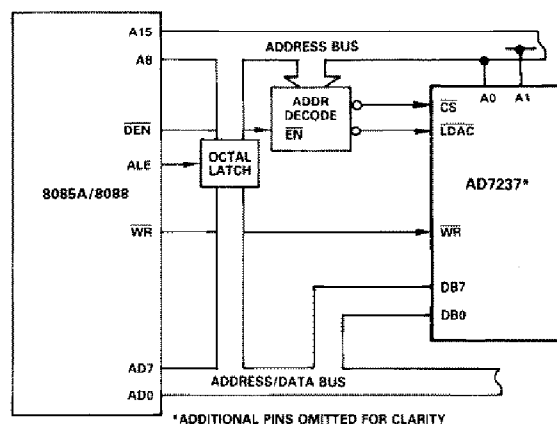 A15
ADDRESS BUS
A8
ADDR
DECODE
EN
CS
LDAC
A0
A1
DEN
ALE
OCTAL
LATCH
8085A/8088
AD7237*
WR
WR
DB7
DB0
AD7
AD0
ADDRESS/DATA BUS
*ADDITIONAL PINS OMITTED FOR CLARITY